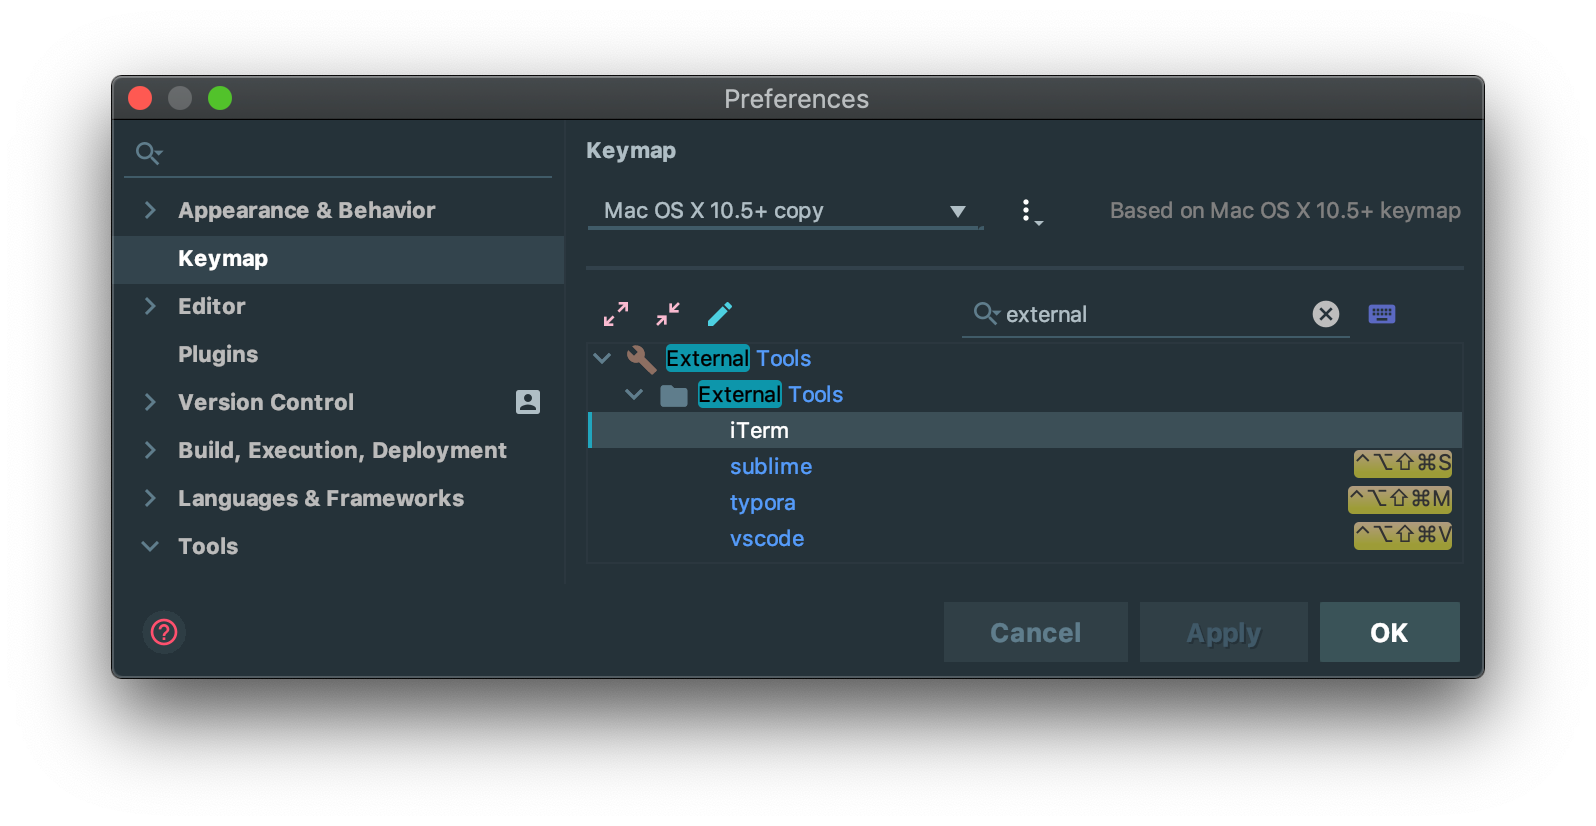 Preferences
Keymap
Mac OS X 10.5+ copy
Based on Mac OS X 10.5+ keymap
Appearance & Behavior
Keymap
Editor
Plugins
Version Control
Build, Execution, Deployment
Languages & Frameworks
Tools
external
External Tools
External Tools
iTerm
sublime ⌃⌥⇧⌘S
typora ⌃⌥⇧⌘M
vscode ⌃⌥⇧⌘V
?
Cancel
Apply
OK